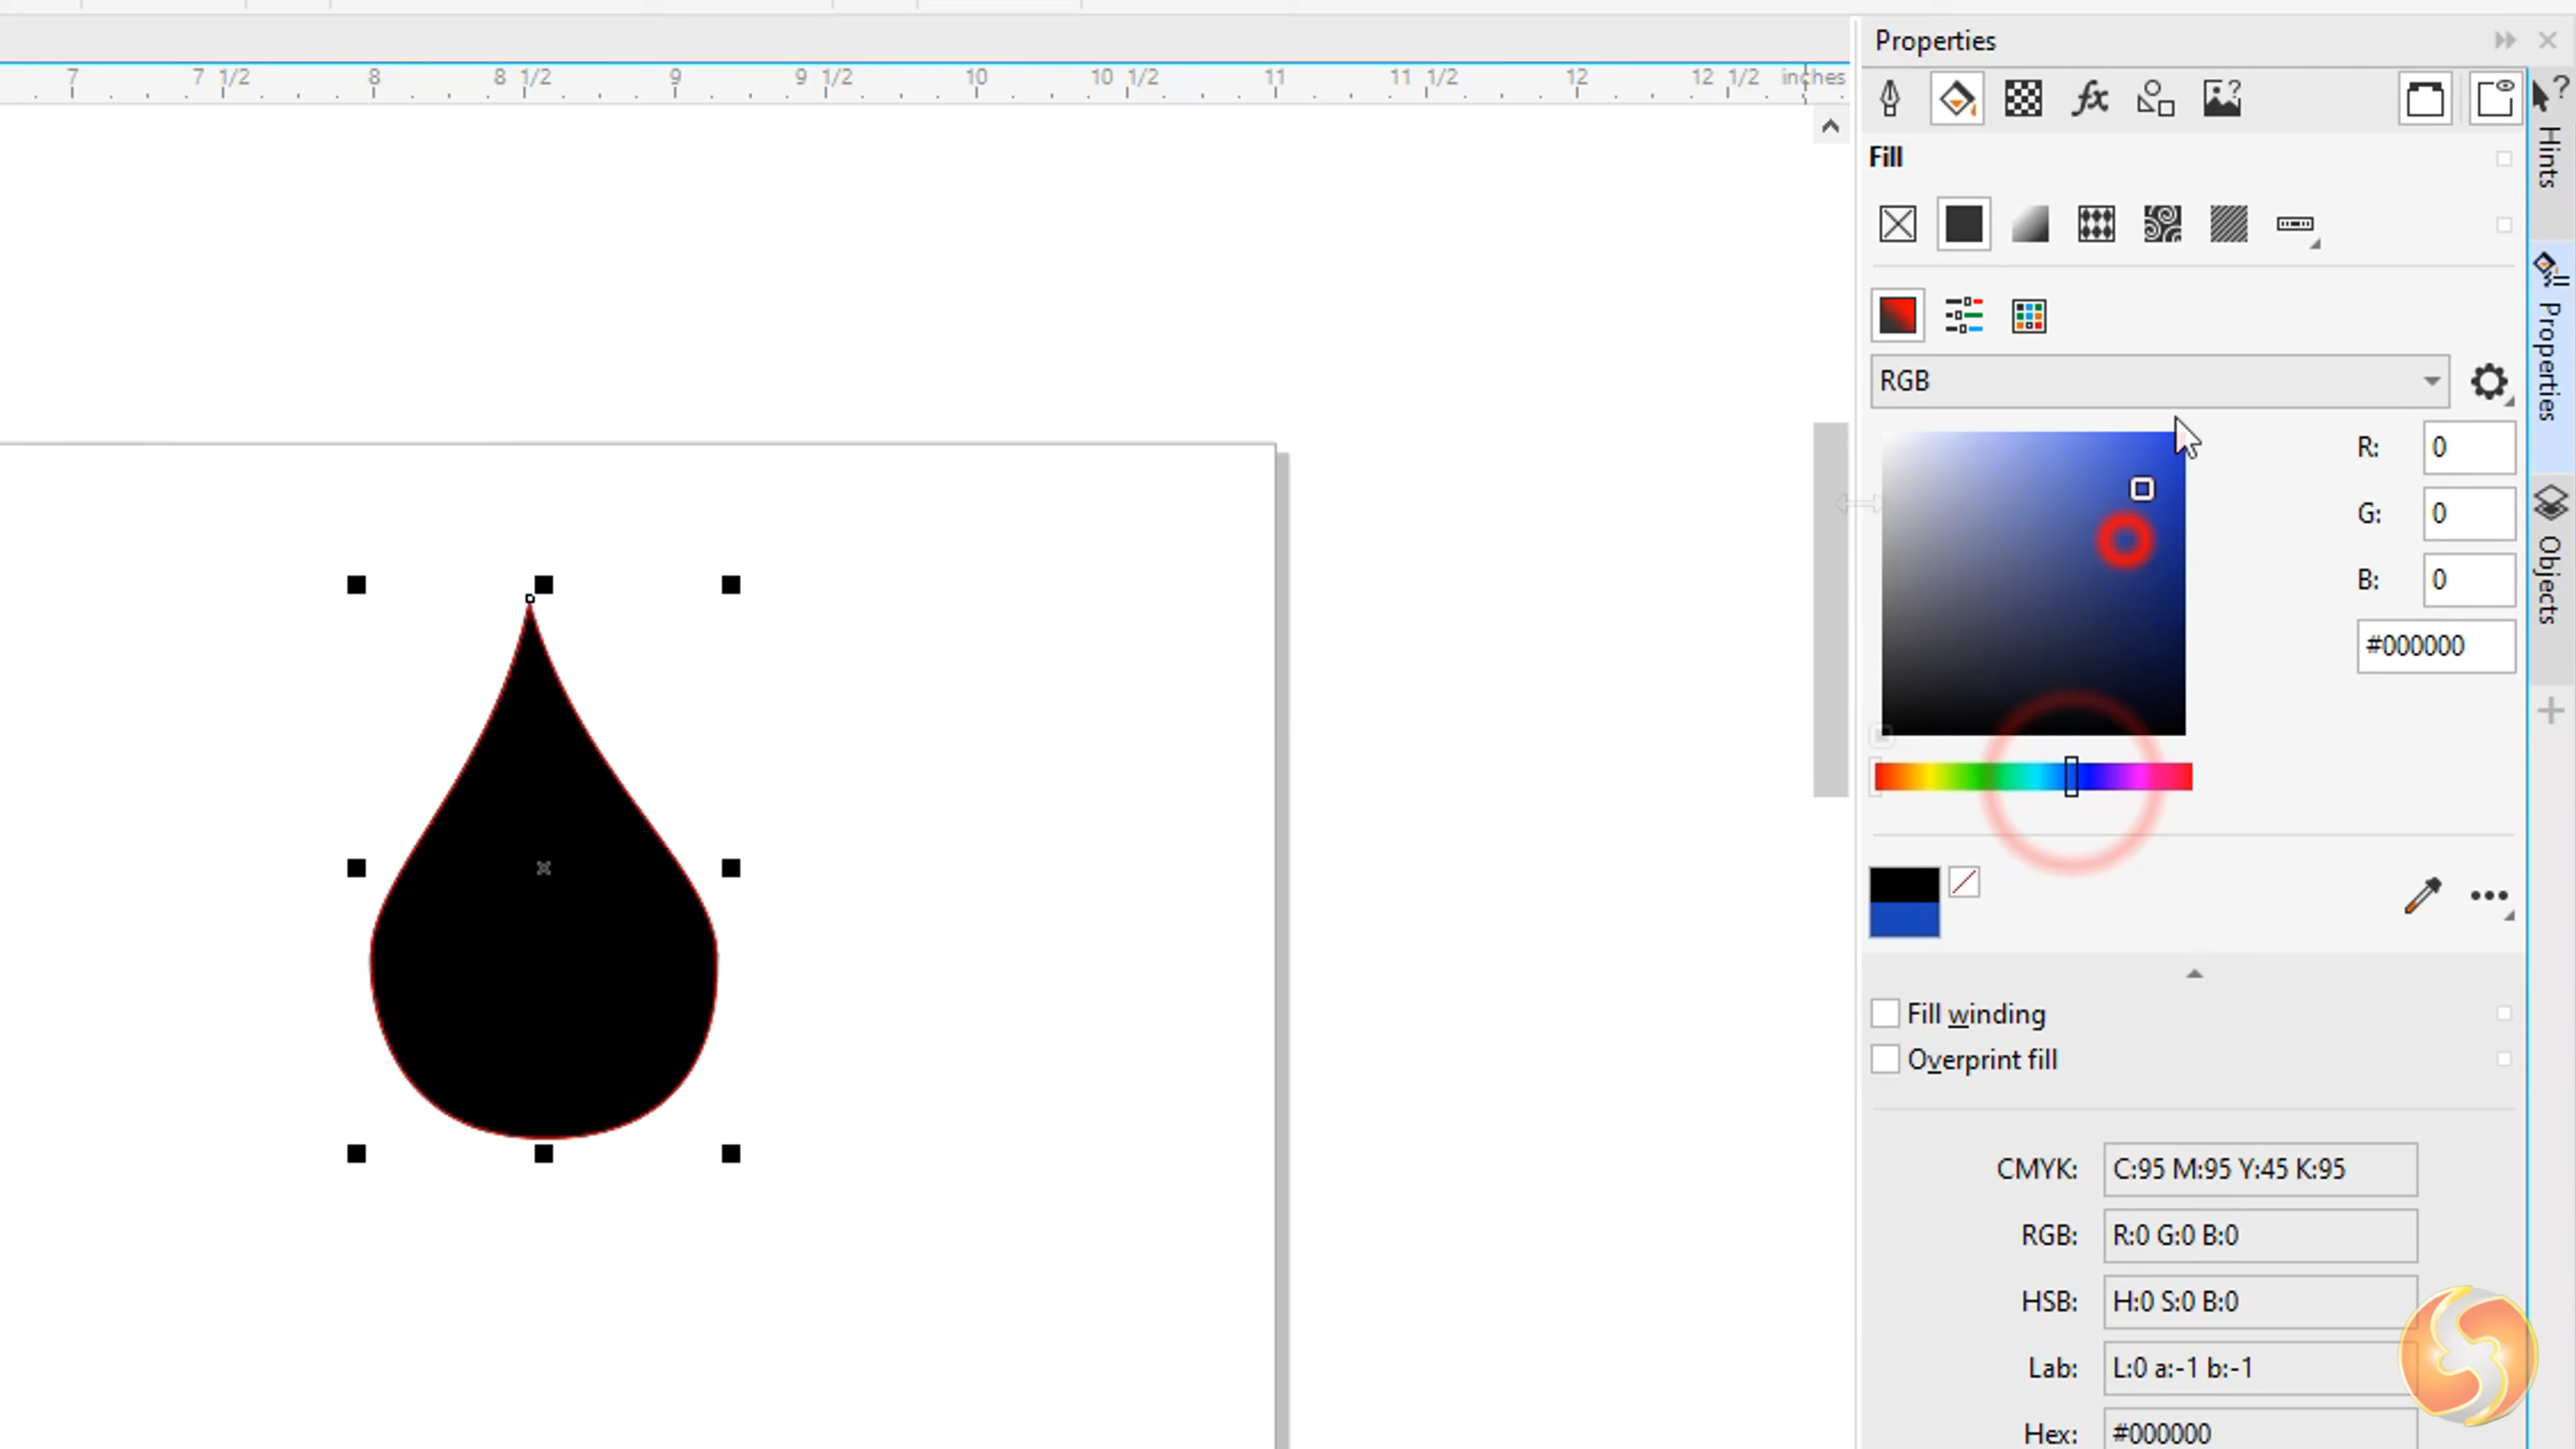 Properties
7 7 1/2 8 8 1/2 9 9 1/2 10 10 1/2 11 11 1/2 12 12 1/2 inches
Hints
Properties
Objects
Fill
RGB
R: 0
G: 0
B: 0
#000000
Fill winding
Overprint fill
CMYK: C:95 M:95 Y:45 K:95
RGB: R:0 G:0 B:0
HSB: H:0 S:0 B:0
Lab: L:0 a:-1 b:-1
Hex: #000000